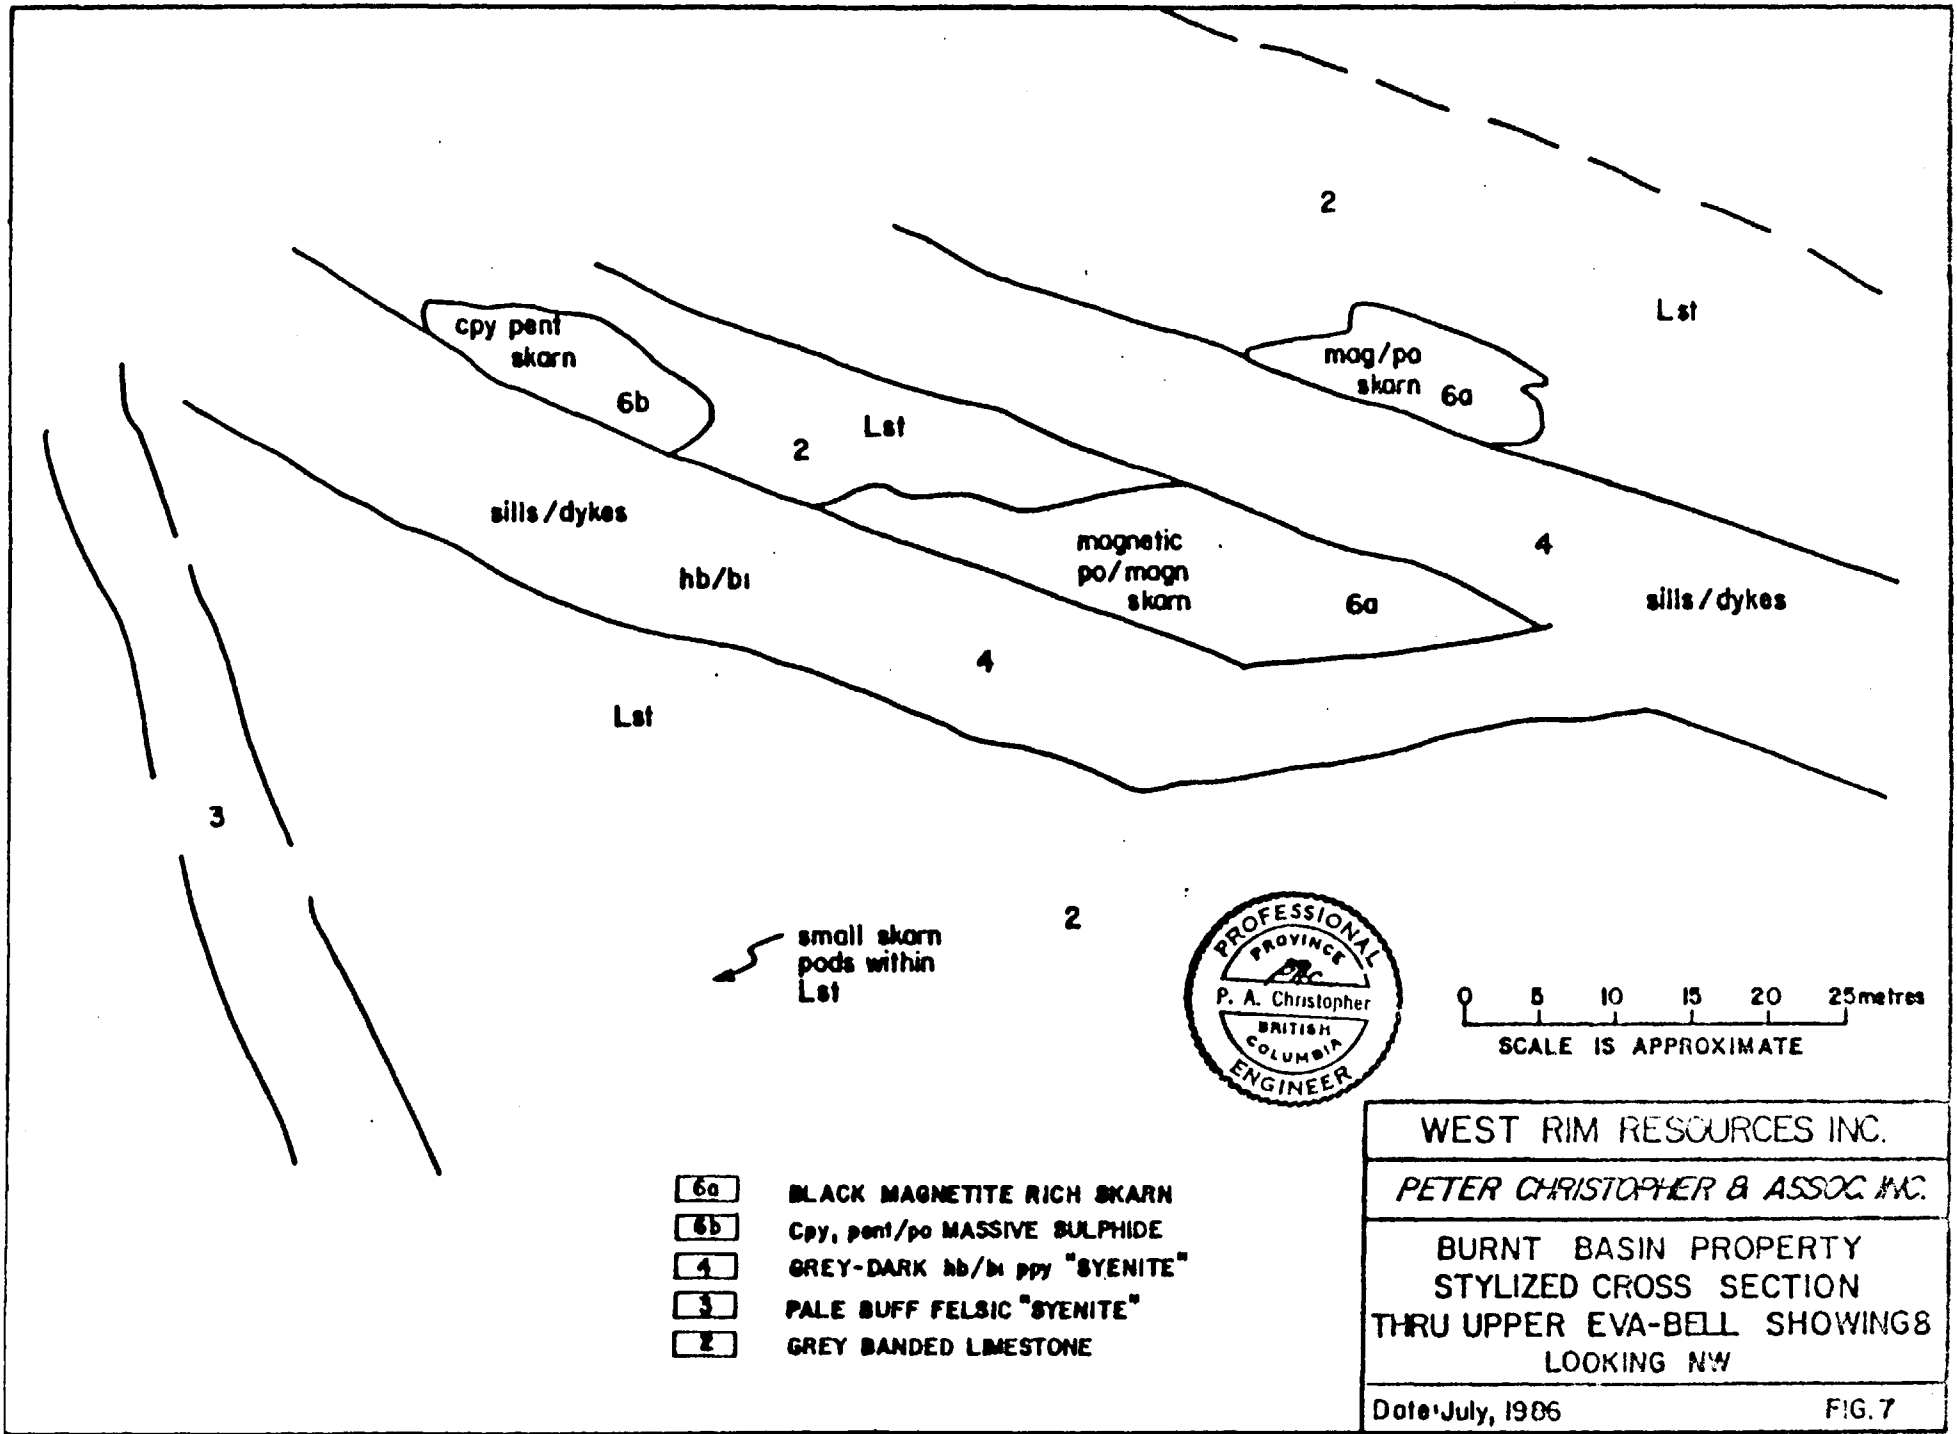 2
Lst
cpy pent
skarn
6b
mag/po
skarn 6a
Lst
2
sills/dykes
hb/bi
magnetic
po/magn
skarn
6a
4
sills/dykes
4
Lst
3
2
small skarn
pods within
Lst
PROFESSIONAL
PROVINCE
P. A. Christopher
BRITISH
COLUMBIA
ENGINEER
0 5 10 15 20 25 metres
SCALE IS APPROXIMATE
6a BLACK MAGNETITE RICH SKARN
6b Cpy, pent/po MASSIVE SULPHIDE
4 GREY-DARK hb/bi ppy "SYENITE"
3 PALE BUFF FELSIC "SYENITE"
2 GREY BANDED LIMESTONE
WEST RIM RESOURCES INC.
PETER CHRISTOPHER & ASSOC. INC.
BURNT BASIN PROPERTY
STYLIZED CROSS SECTION
THRU UPPER EVA-BELL SHOWINGS
LOOKING NW
Date: July, 1986 FIG. 7